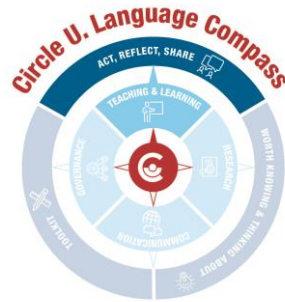 Circle U. Language Compass
ACT, REFLECT, SHARE
TEACHING & LEARNING
GOVERNANCE
RESEARCH
COMMUNICATION
TOOLKIT
WORTH KNOWING & THINKING ABOUT